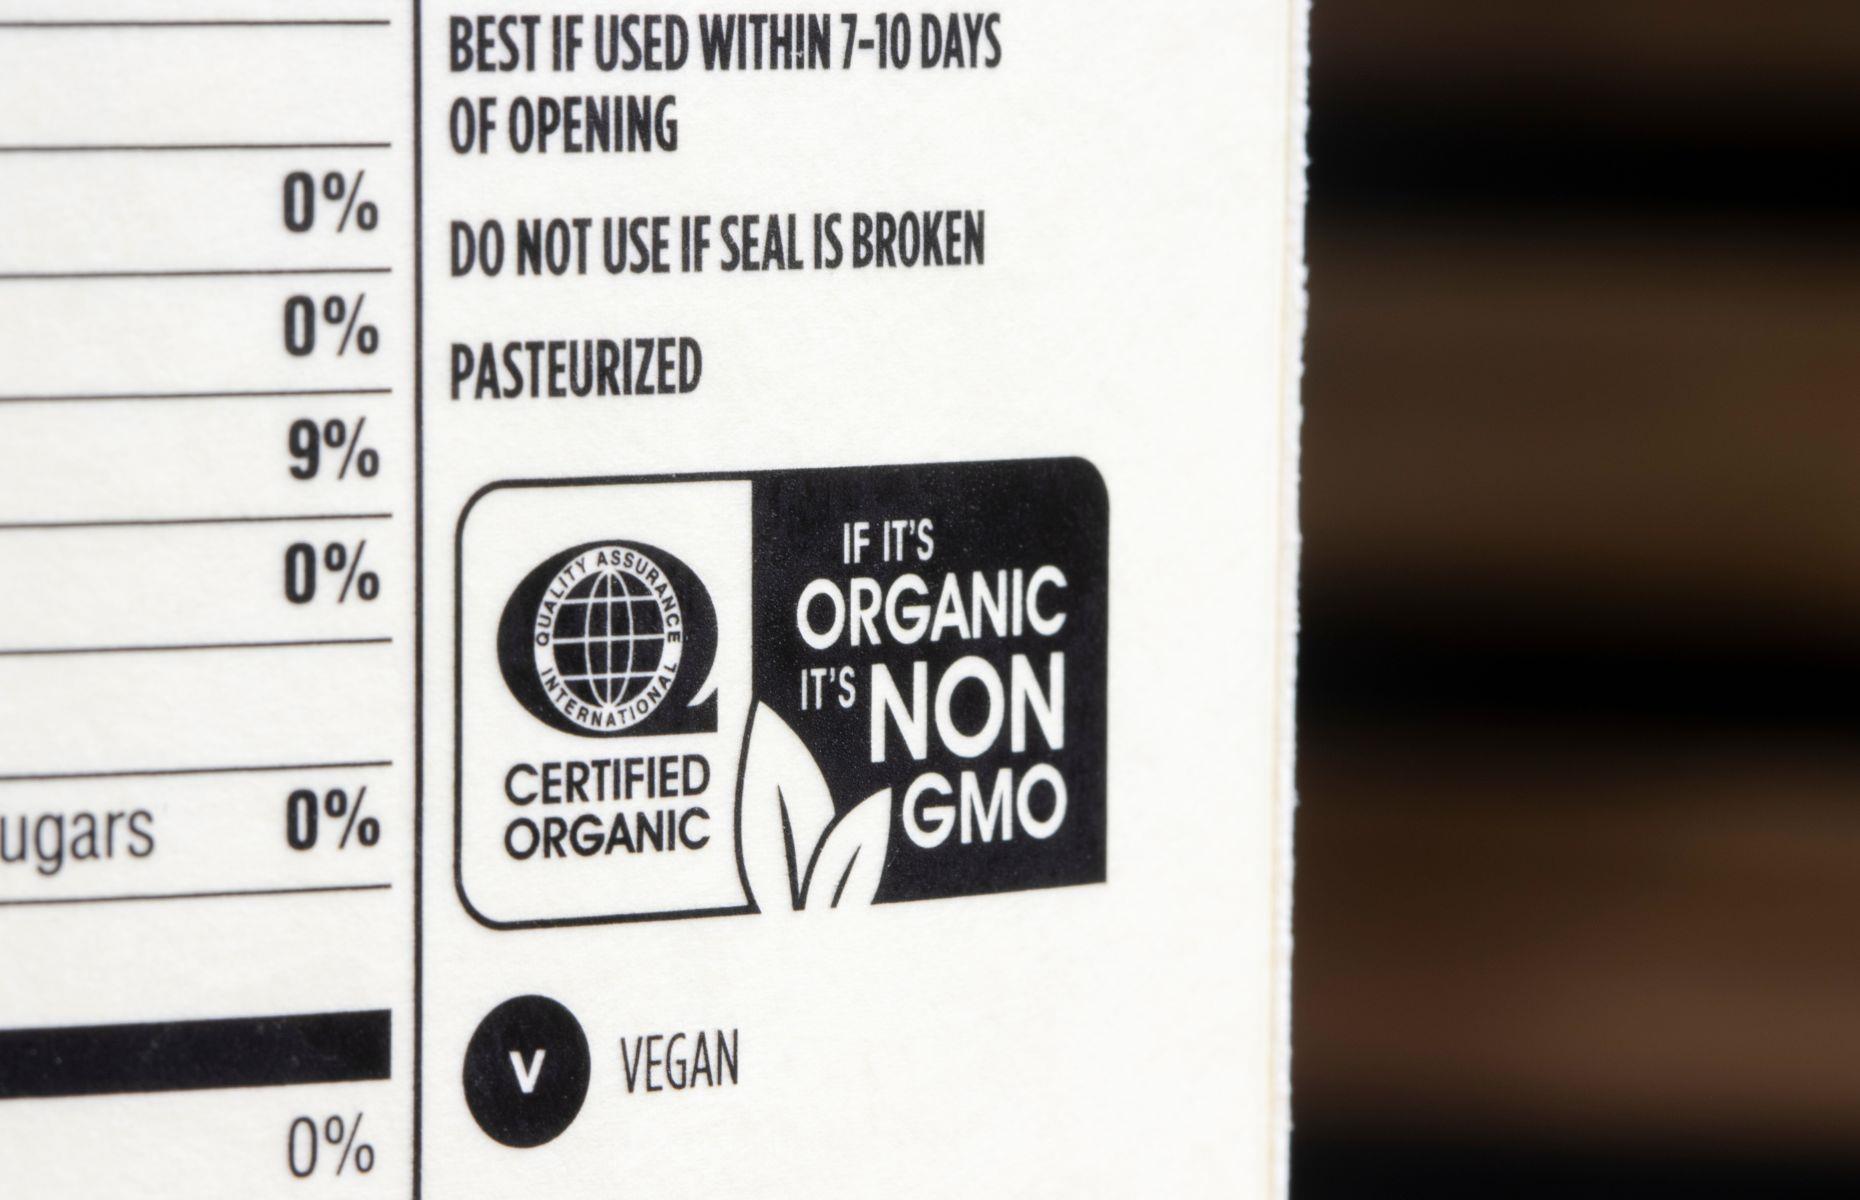 0%
0%
9%
0%
ugars 0%
0%
BEST IF USED WITHIN 7-10 DAYS
OF OPENING
DO NOT USE IF SEAL IS BROKEN
PASTEURIZED
QUALITY ASSURANCE
INTERNATIONAL
CERTIFIED
ORGANIC
IF IT'S
ORGANIC
IT'S NON
GMO
V VEGAN